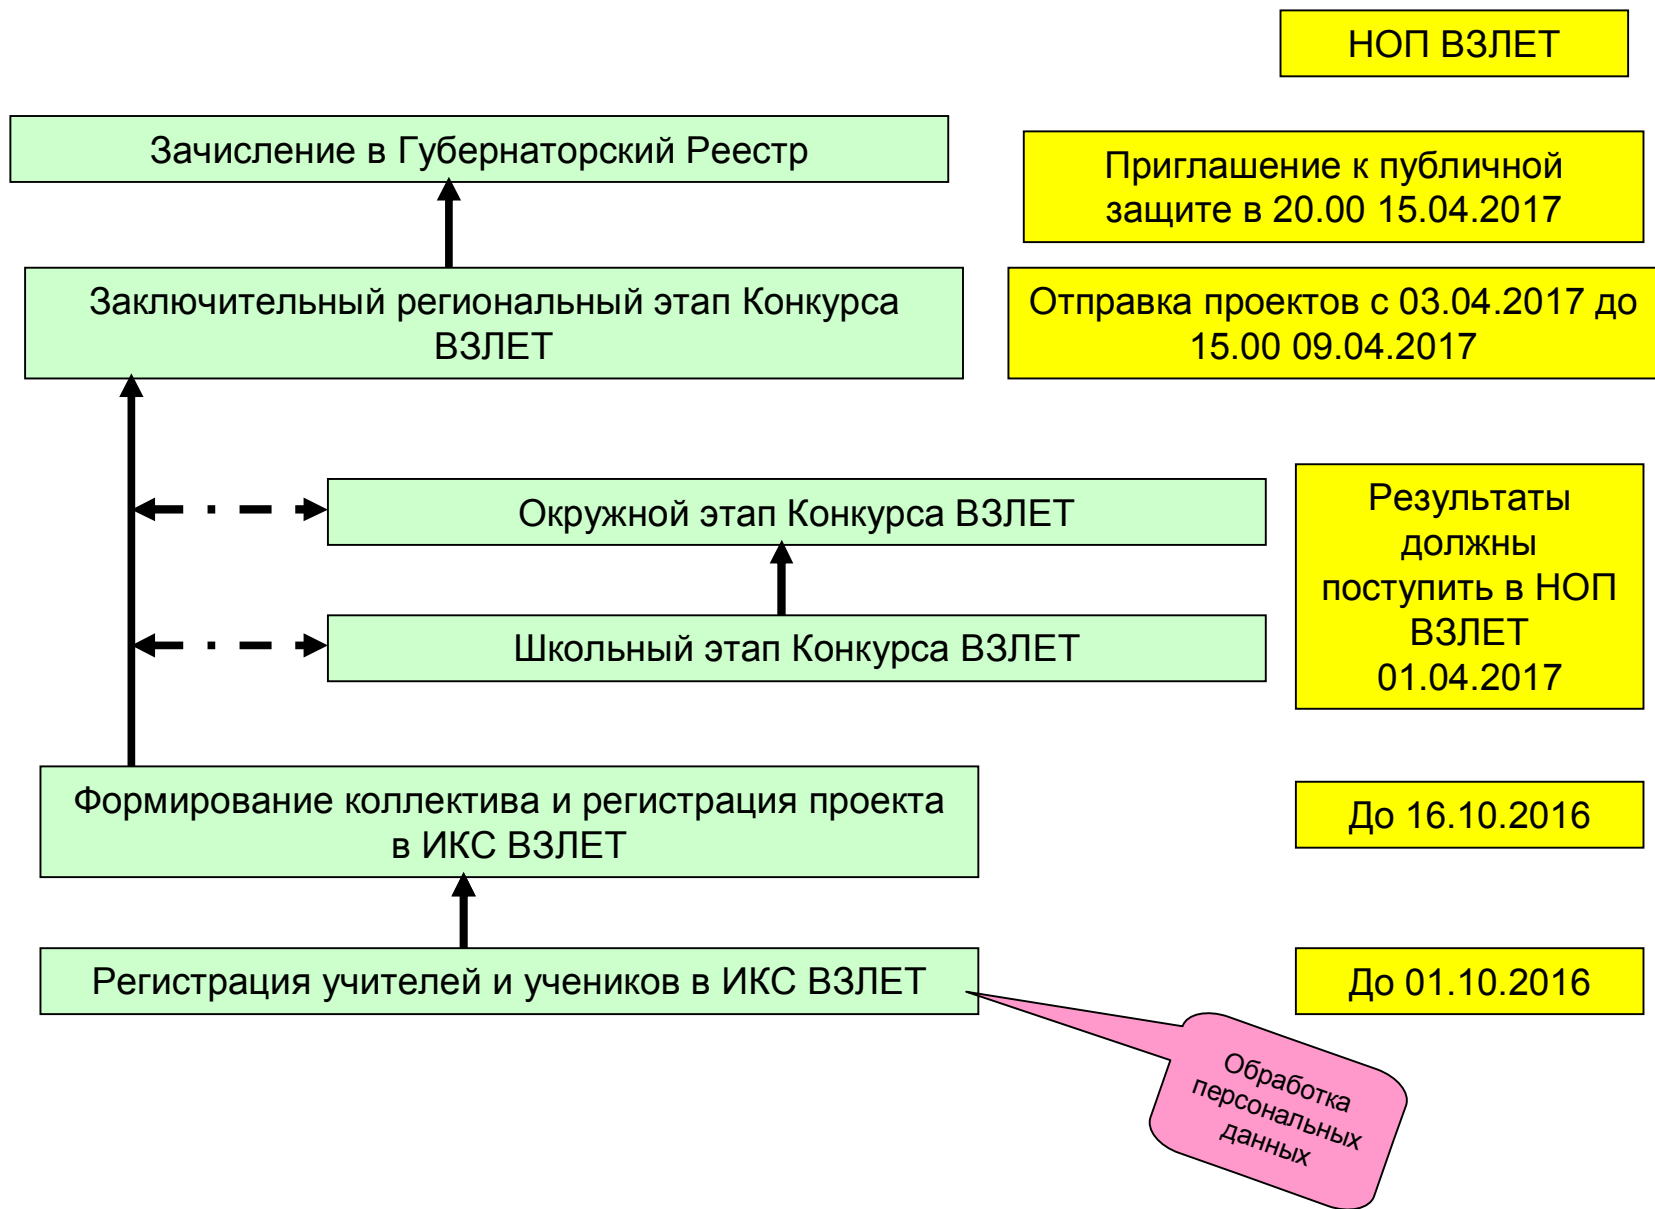 НОП ВЗЛЕТ
Зачисление в Губернаторский Реестр
Приглашение к публичной
защите в 20.00 15.04.2017
Заключительный региональный этап Конкурса
ВЗЛЕТ
Отправка проектов с 03.04.2017 до
15.00 09.04.2017
Окружной этап Конкурса ВЗЛЕТ
Результаты
должны
поступить в НОП
ВЗЛЕТ
01.04.2017
Школьный этап Конкурса ВЗЛЕТ
Формирование коллектива и регистрация проекта
в ИКС ВЗЛЕТ
До 16.10.2016
Регистрация учителей и учеников в ИКС ВЗЛЕТ
До 01.10.2016
Обработка
персональных
данных